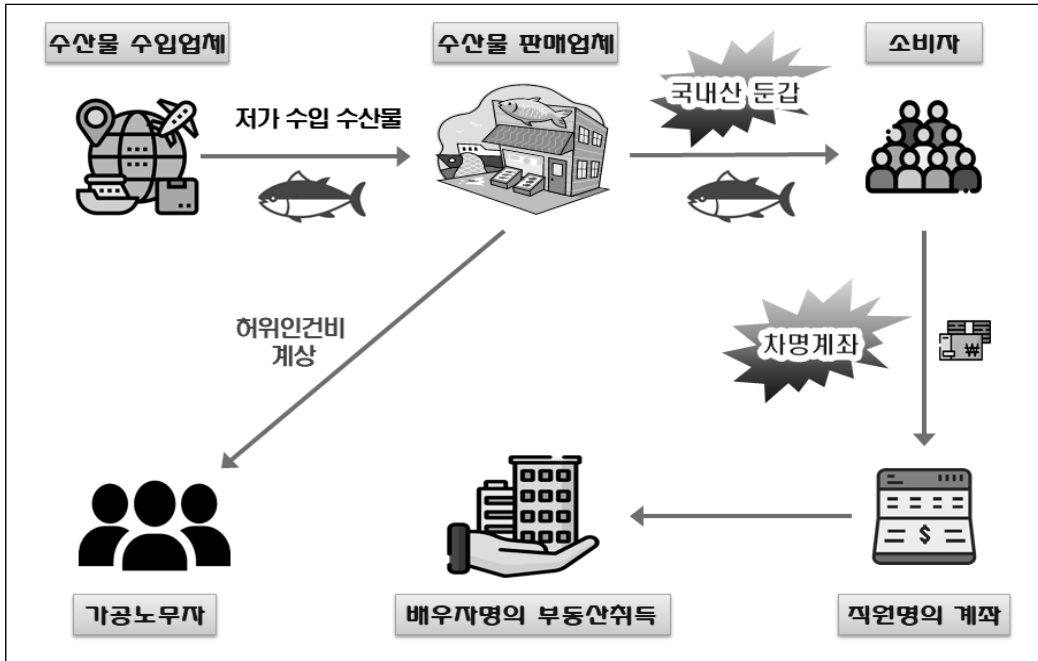 수산물 수입업체
수산물 판매업체
소비자
저가 수입 수산물
국내산 둔갑
허위인건비
계상
차명계좌
₩
$
가공노무자
배우자명의 부동산취득
직원명의 계좌